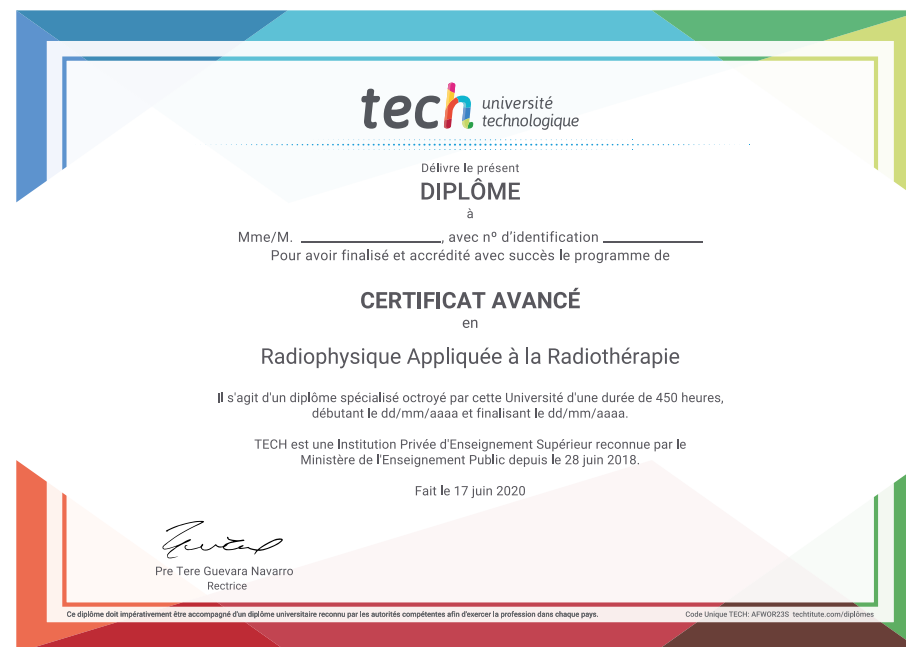 tech université
technologique
Délivre le présent
DIPLÔME
à
Mme/M. ____________________, avec nº d'identification ______________
Pour avoir finalisé et accrédité avec succès le programme de
CERTIFICAT AVANCÉ
en
Radiophysique Appliquée à la Radiothérapie
Il s'agit d'un diplôme spécialisé octroyé par cette Université d'une durée de 450 heures,
débutant le dd/mm/aaaa et finalisant le dd/mm/aaaa.
TECH est une Institution Privée d'Enseignement Supérieur reconnue par le
Ministère de l'Enseignement Public depuis le 28 juin 2018.
Fait le 17 juin 2020
Pre Tere Guevara Navarro
Rectrice
Ce diplôme doit impérativement être accompagné d'un diplôme universitaire reconnu par les autorités compétentes afin d'exercer la profession dans chaque pays.
Code Unique TECH: AFWOR23S techtitute.com/diplômes